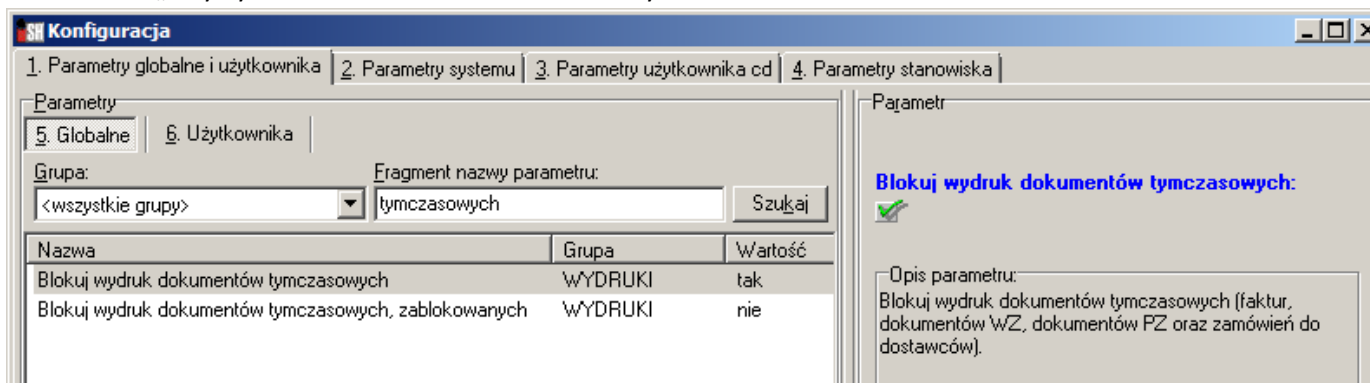 SH Konfiguracja
1. Parametry globalne i użytkownika 2. Parametry systemu 3. Parametry użytkownika cd 4. Parametry stanowiska
Parametry
5. Globalne 6. Użytkownika
Grupa: Fragment nazwy parametru:
<wszystkie grupy> tymczasowych Szukaj
Nazwa Grupa Wartość
Blokuj wydruk dokumentów tymczasowych WYDRUKI tak
Blokuj wydruk dokumentów tymczasowych, zablokowanych WYDRUKI nie
Parametr
Blokuj wydruk dokumentów tymczasowych:
Opis parametru:
Blokuj wydruk dokumentów tymczasowych (faktur,
dokumentów WZ, dokumentów PZ oraz zamówień do
dostawców).